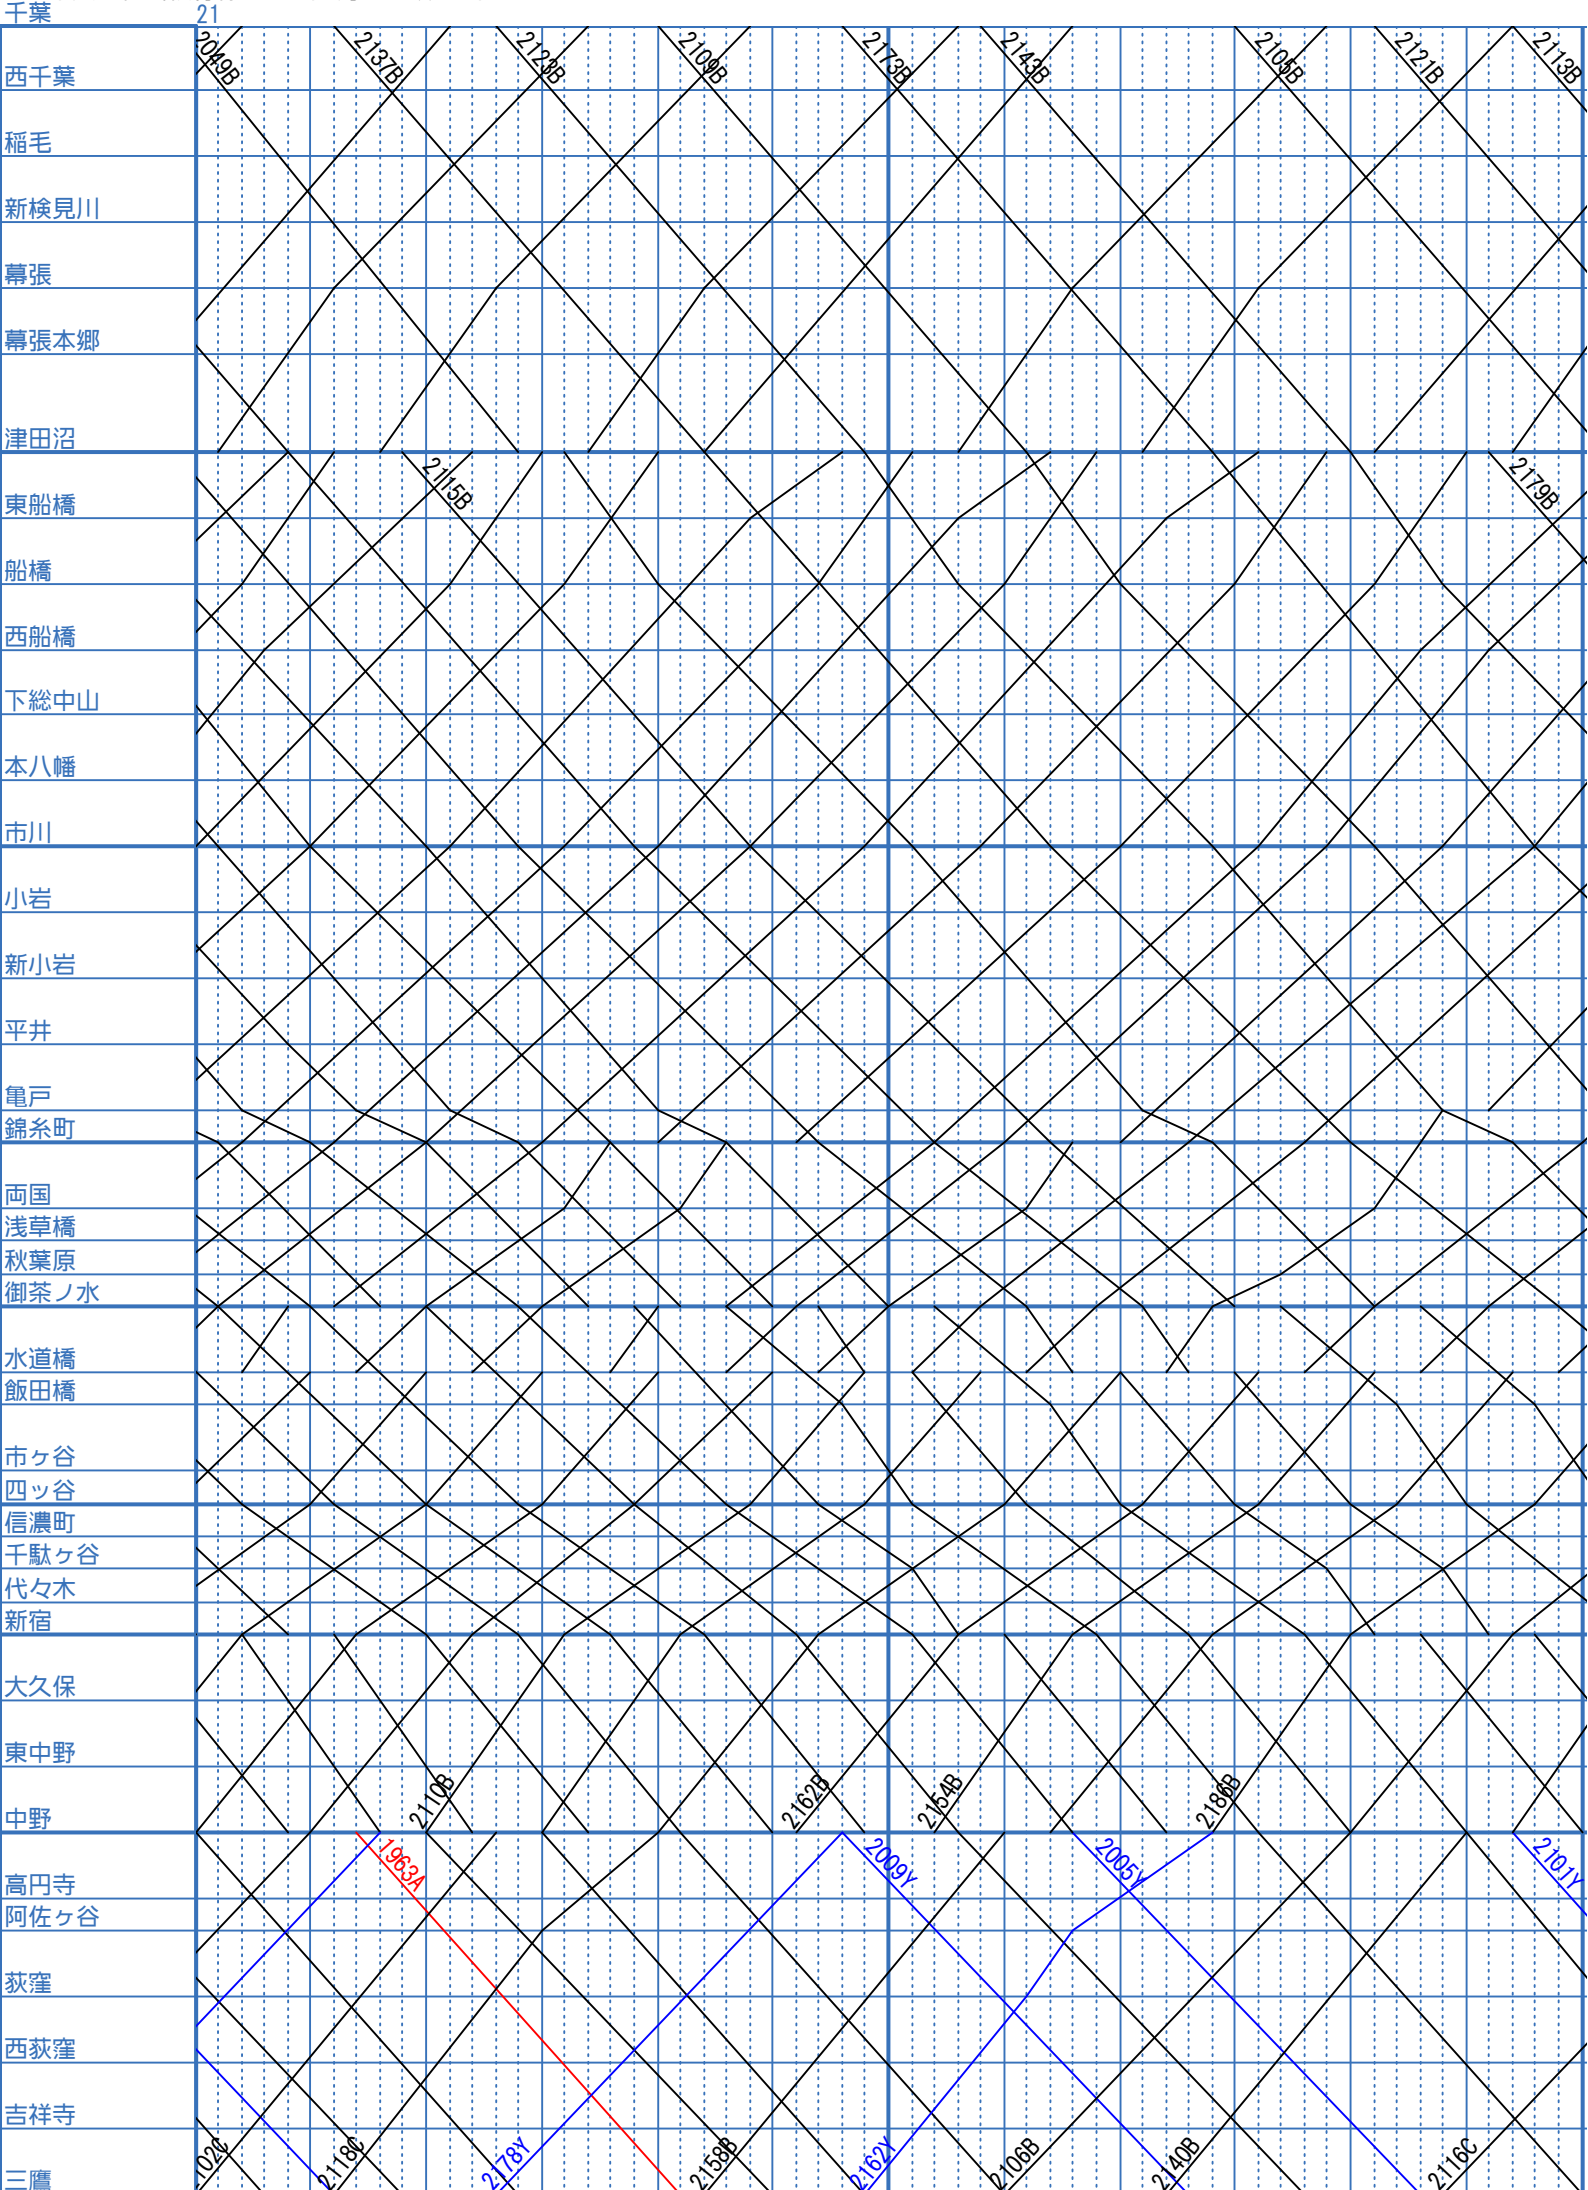 千葉
21
2049B
2137B
2123B
2109B
2173B
2143B
2105B
2121B
2113B
西千葉
稲毛
新検見川
幕張
幕張本郷
津田沼
2115B
2179B
東船橋
船橋
西船橋
下総中山
本八幡
市川
小岩
新小岩
平井
亀戸
錦糸町
両国
浅草橋
秋葉原
御茶ノ水
水道橋
飯田橋
市ヶ谷
四ッ谷
信濃町
千駄ヶ谷
代々木
新宿
大久保
東中野
中野
2110B
2162B
2154B
2186B
1963A
2009Y
2005Y
2101Y
高円寺
阿佐ヶ谷
荻窪
西荻窪
吉祥寺
三鷹
102C
2118C
2178Y
2158B
2162Y
2106B
2140B
2116C